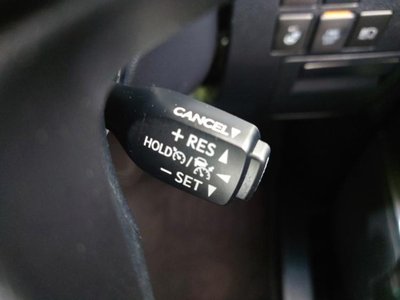 CANCEL
+ RES
HOLD /
- SET